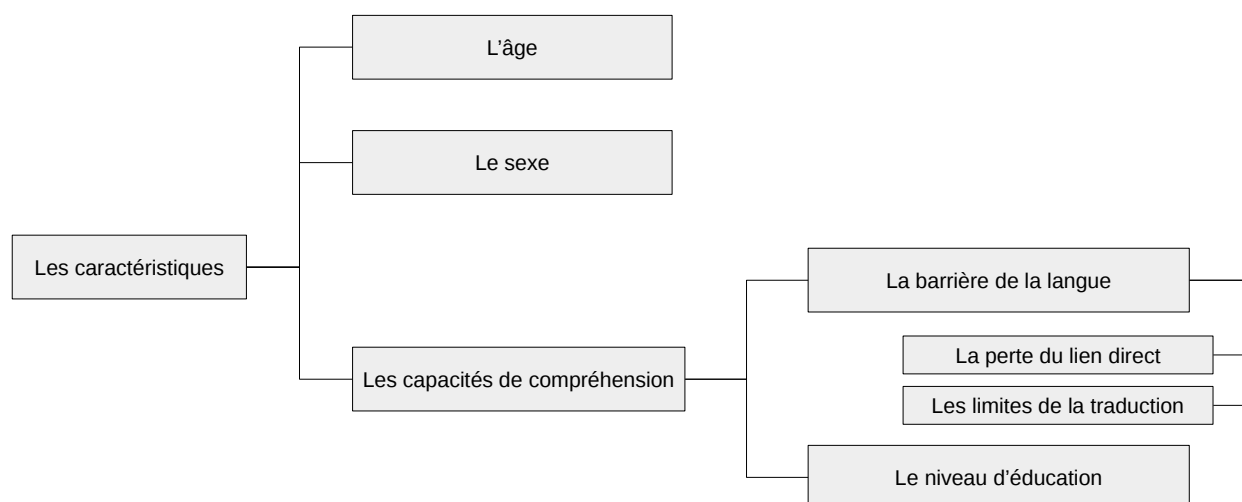 L’âge
Le sexe
Les caractéristiques
Les capacités de compréhension
La barrière de la langue
La perte du lien direct
Les limites de la traduction
Le niveau d’éducation